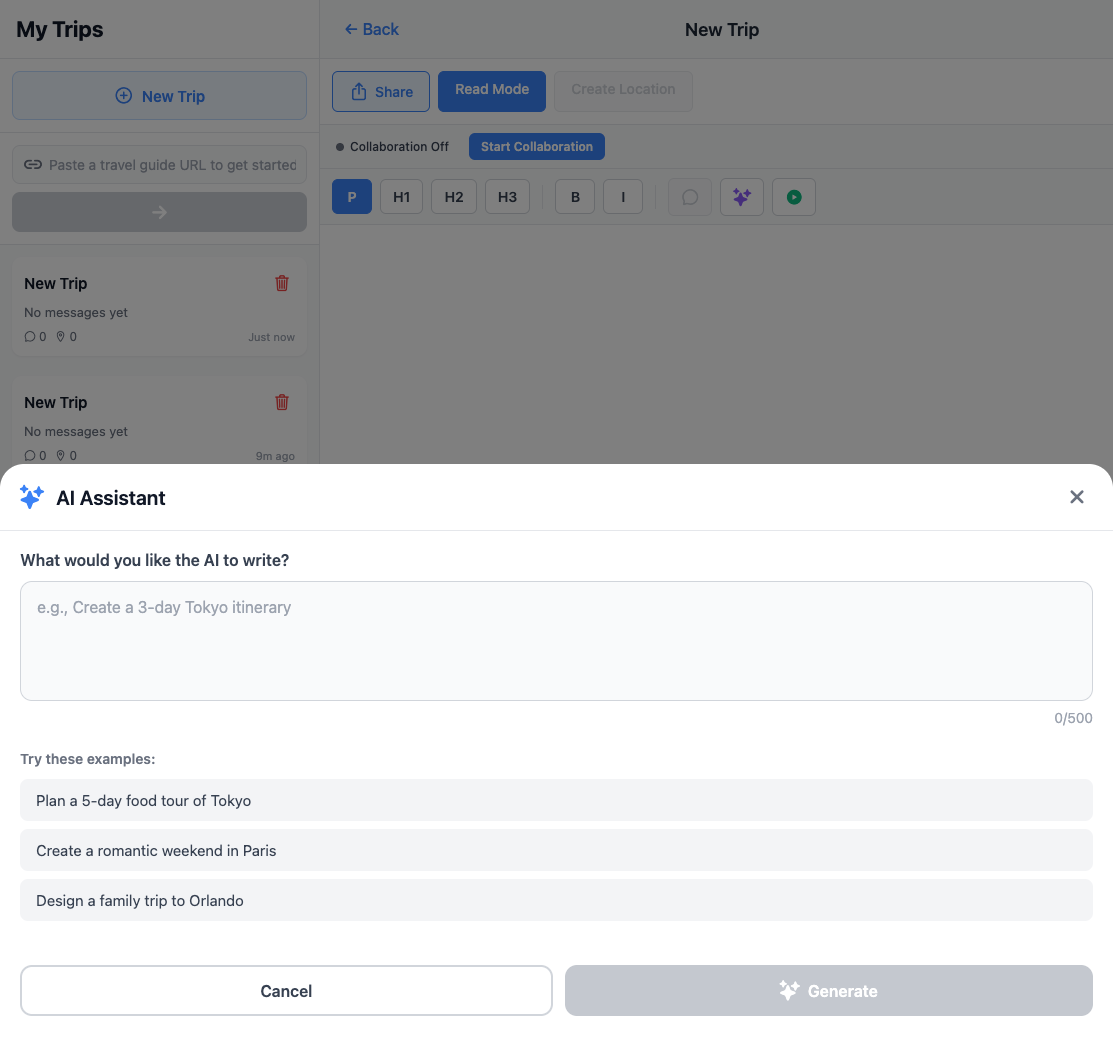 My Trips
← Back
New Trip
New Trip
Share
Read Mode
Create Location
Paste a travel guide URL to get started
Collaboration Off
Start Collaboration
P
H1
H2
H3
B
I
New Trip
No messages yet
0
0
Just now
New Trip
No messages yet
0
0
9m ago
AI Assistant
What would you like the AI to write?
e.g., Create a 3-day Tokyo itinerary
0/500
Try these examples:
Plan a 5-day food tour of Tokyo
Create a romantic weekend in Paris
Design a family trip to Orlando
Cancel
Generate